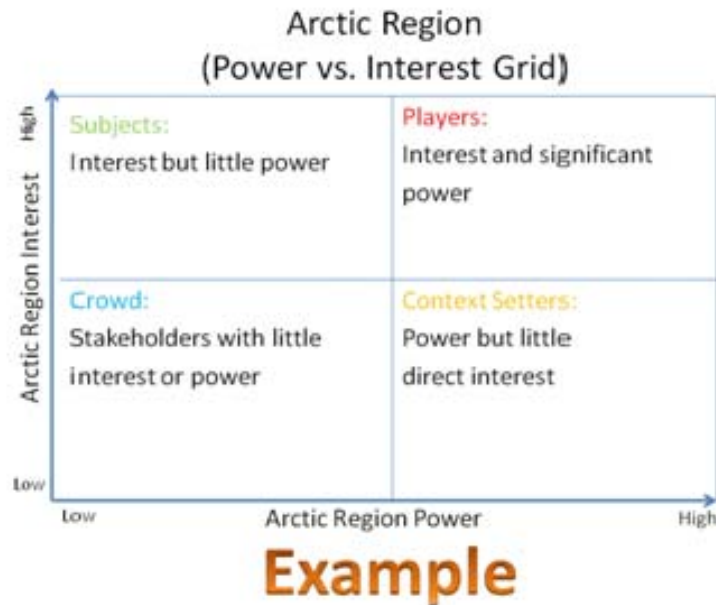 Arctic Region
(Power vs. Interest Grid)
High
Arctic Region Interest
Low
Subjects:
Interest but little power
Players:
Interest and significant
power
Crowd:
Stakeholders with little
interest or power
Context Setters:
Power but little
direct interest
Low
Arctic Region Power
High
Example